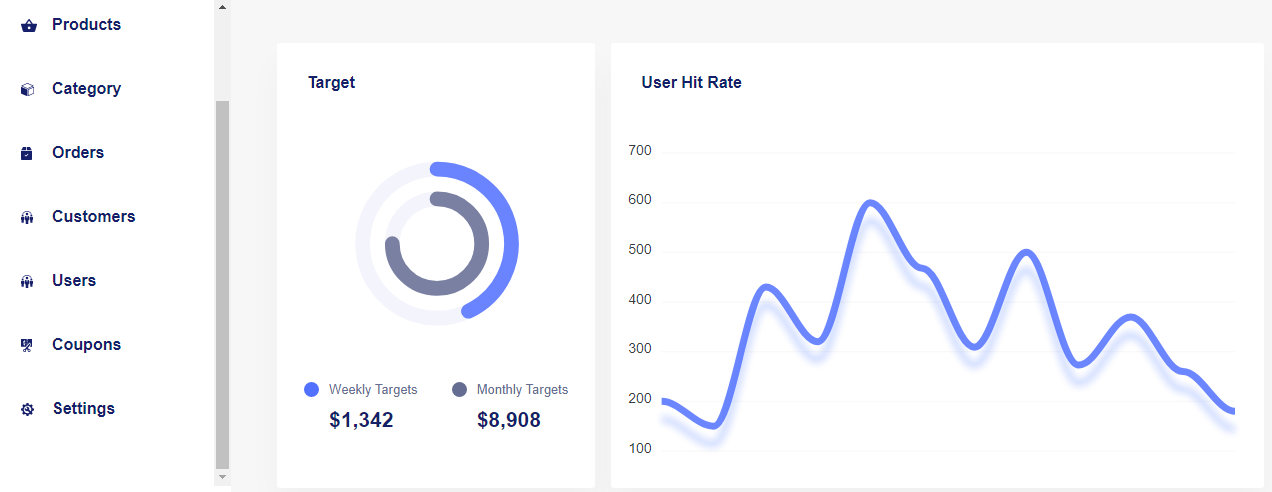 Products
Category
Orders
Customers
Users
Coupons
Settings
Target
Weekly Targets
$1,342
Monthly Targets
$8,908
User Hit Rate
700
600
500
400
300
200
100